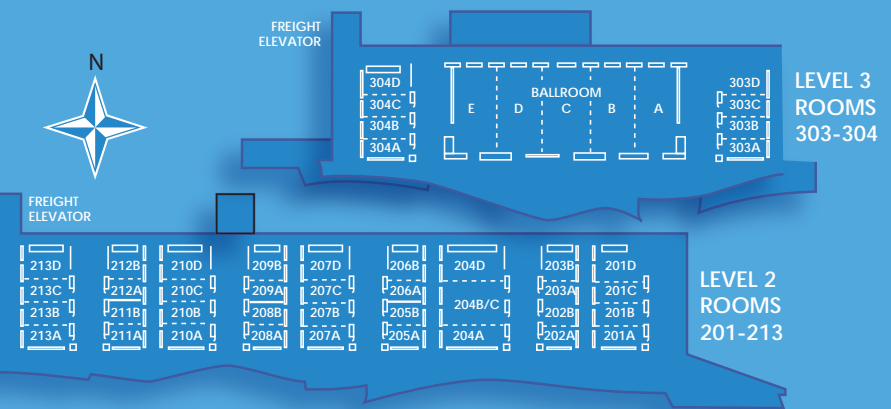 FREIGHT
ELEVATOR
N
304D
304C
304B
304A
BALLROOM
E D C B A
303D
303C
303B
303A
LEVEL 3
ROOMS
303-304
FREIGHT
ELEVATOR
213D 212B 210D 209B 207D 206B 204D 203B 201D
213C 212A 210C 209A 207C 206A 204B/C 203A 201C
213B 211B 210B 208B 207B 205B 202B 201B
213A 211A 210A 208A 207A 205A 204A 202A 201A
LEVEL 2
ROOMS
201-213